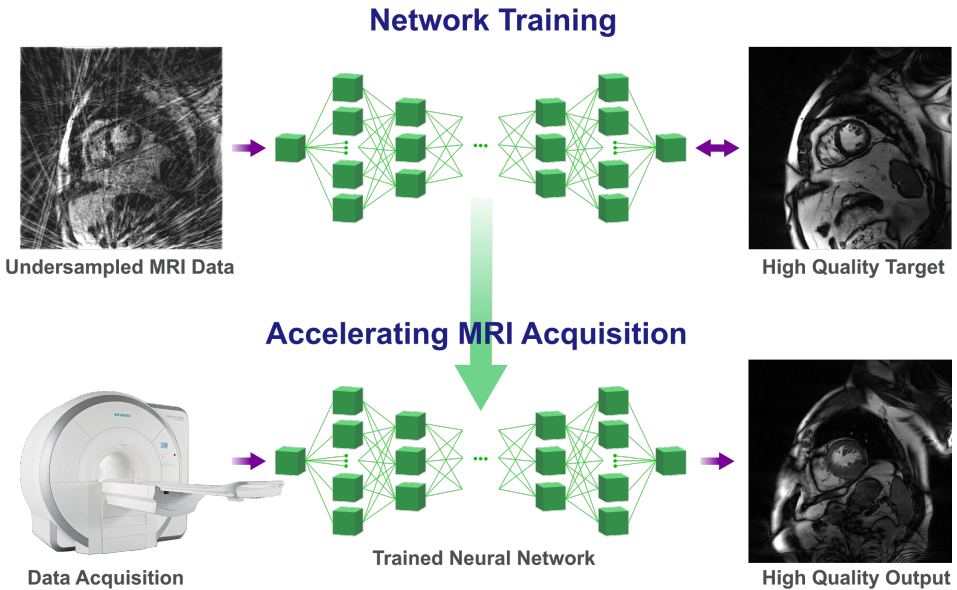 Network Training
Undersampled MRI Data
High Quality Target
Accelerating MRI Acquisition
SIEMENS
Trained Neural Network
Data Acquisition
High Quality Output